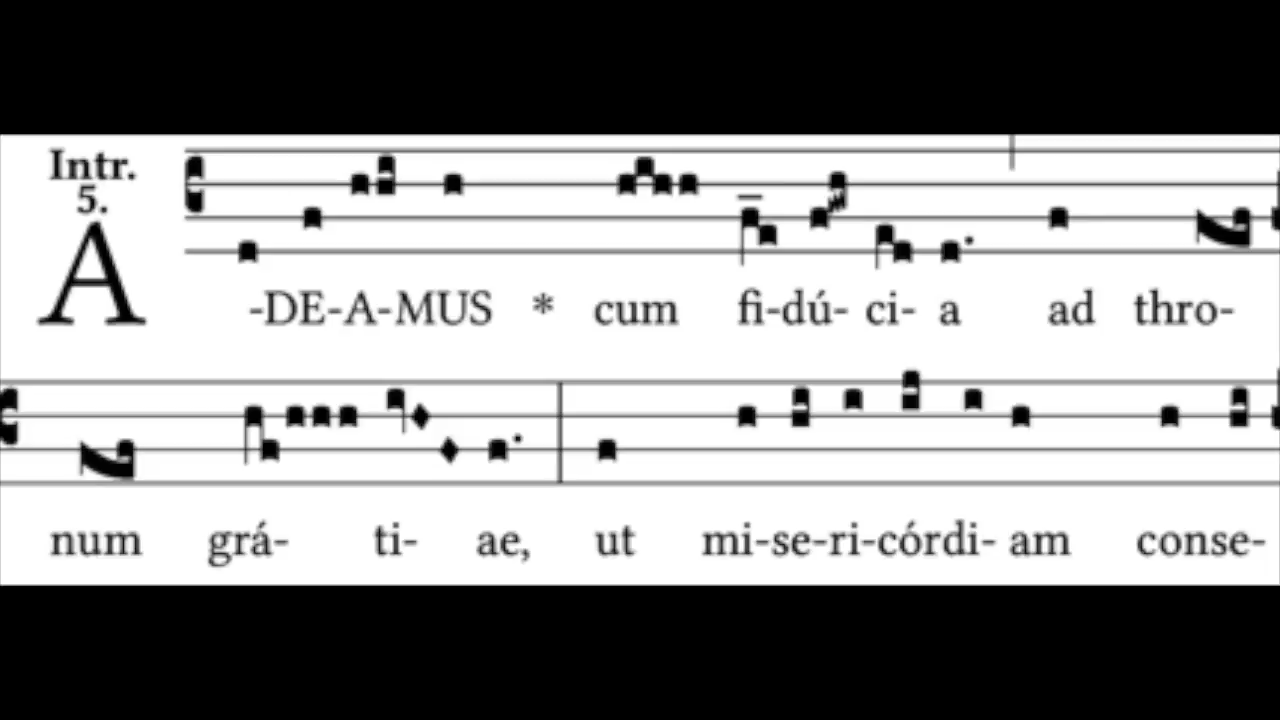 Intr.
5.
A-DE-A-MUS * cum fi-dú- ci- a ad thro-
num grá- ti- ae, ut mi-se-ri-córdi- am conse-